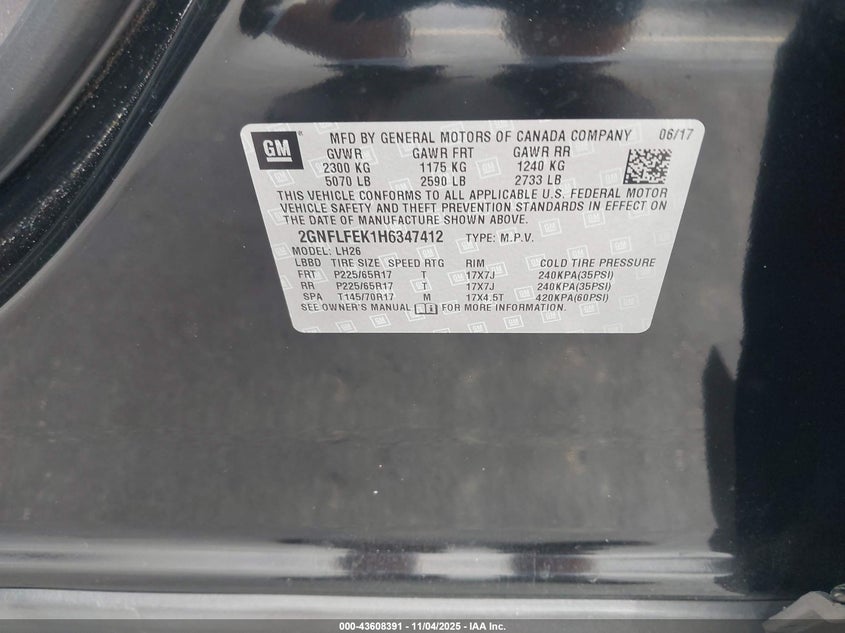 GM ®
MFD BY GENERAL MOTORS OF CANADA COMPANY 06/17
GVWR GAWR FRT GAWR RR
2300 KG 1175 KG 1240 KG
5070 LB 2590 LB 2733 LB
THIS VEHICLE CONFORMS TO ALL APPLICABLE U.S. FEDERAL MOTOR
VEHICLE SAFETY AND THEFT PREVENTION STANDARDS IN EFFECT ON
THE DATE OF MANUFACTURE SHOWN ABOVE.
2GNFLFEK1H6347412 TYPE: M.P.V.
MODEL: LH26
LBBD TIRE SIZE SPEED RTG RIM COLD TIRE PRESSURE
FRT P225/65R17 T 17X7J 240KPA(35PSI)
RR P225/65R17 T 17X7J 240KPA(35PSI)
SPA T145/70R17 M 17X4.5T 420KPA(60PSI)
SEE OWNER'S MANUAL FOR MORE INFORMATION.
000-43608391 - 11/04/2025 - IAA Inc.